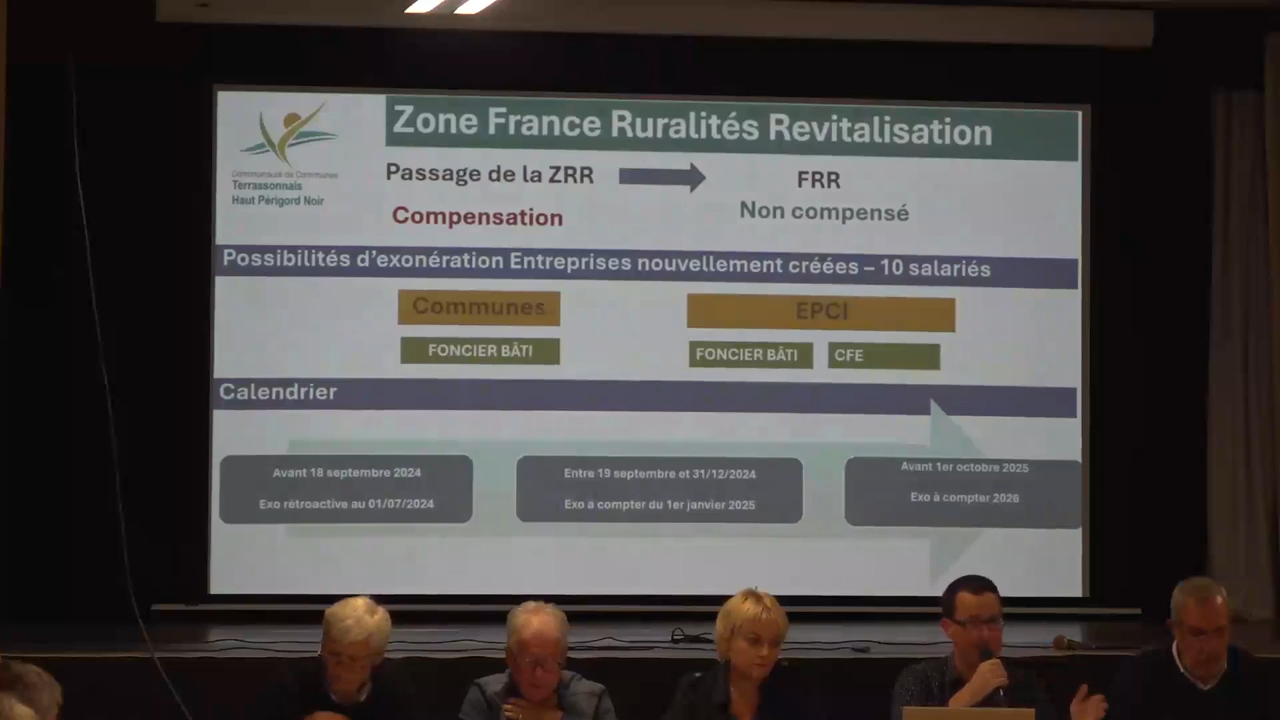 Zone France Ruralités Revitalisation
Communauté de Communes
Terrassonnais
Haut Périgord Noir
Passage de la ZRR
FRR
Compensation
Non compensé
Possibilités d'exonération Entreprises nouvellement créées – 10 salariés
Communes
EPCI
FONCIER BÂTI
FONCIER BÂTI
CFE
Calendrier
Avant 18 septembre 2024
Exo rétroactive au 01/07/2024
Entre 19 septembre et 31/12/2024
Exo a compter du 1er janvier 2025
Avant 1er octobre 2025
Exo à compter 2026